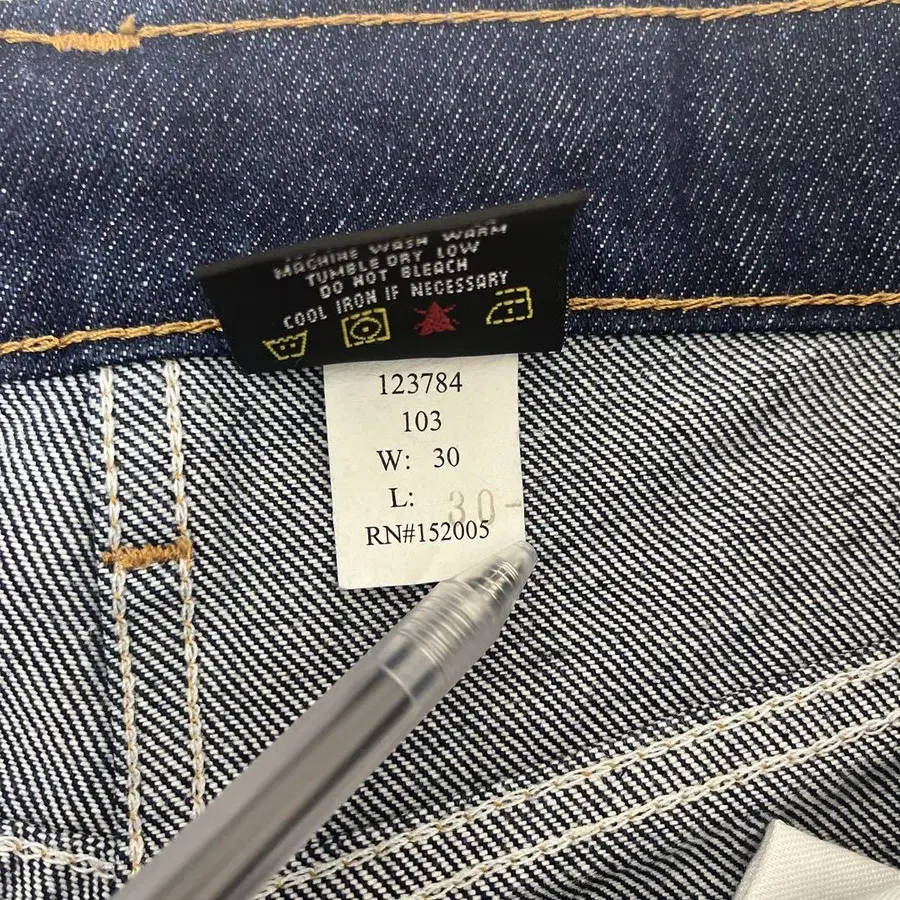 MACHINE WASH WARM
TUMBLE DRY LOW
DO NOT BLEACH
COOL IRON IF NECESSARY
123784
103
W: 30
L: 30-
RN#152005